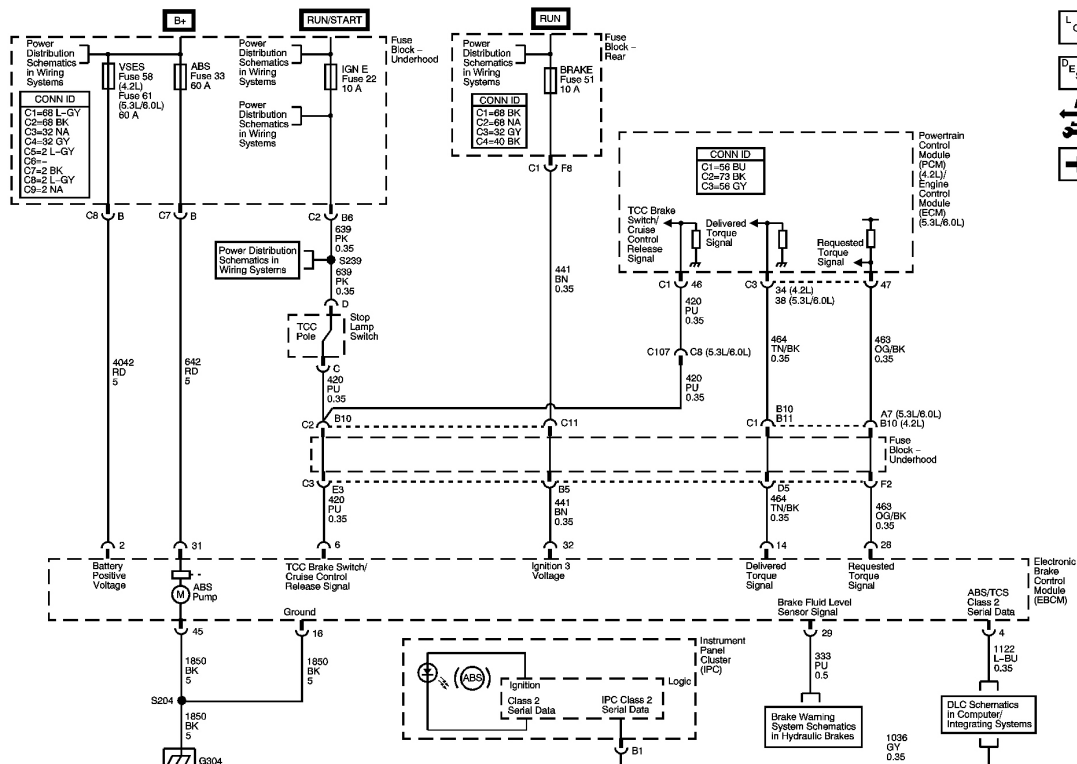 B+
RUN/START
RUN
Power
Distribution
Schematics
in Wiring
Systems
VSES
Fuse 58
(4.2L)
Fuse 61
(5.3L/6.0L)
60 A
ABS
Fuse 33
60 A
Power
Distribution
Schematics
in Wiring
Systems
IGN E
Fuse 22
10 A
Fuse
Block –
Underhood
Power
Distribution
Schematics
in Wiring
Systems
CONN ID
C1=68 L-GY
C2=68 BK
C3=32 NA
C4=32 GY
C5=2 L-GY
C6=-
C7=2 BK
C8=2 L-GY
C9=2 NA
Power
Distribution
Schematics
in Wiring
Systems
BRAKE
Fuse 51
10 A
Fuse
Block –
Rear
CONN ID
C1=68 BK
C2=68 NA
C3=32 GY
C4=40 BK
CONN ID
C1=56 BU
C2=73 BK
C3=56 GY
Powertrain
Control
Module
(PCM)
(4.2L)/
Engine
Control
Module
(ECM)
(5.3L/6.0L)
TCC Brake
Switch/
Cruise
Control
Release
Signal
Delivered
Torque
Signal
Requested
Torque
Signal
C8 B
C7 B
C2 B6
C1 F6
639
PK
0.35
Power Distribution
Schematics in
Wiring Systems
S239
639
PK
0.35
D
TCC
Pole
Stop
Lamp
Switch
C
441
BN
0.35
C1 46
C3 34 (4.2L)
38 (5.3L/6.0L)
47
420
PU
0.35
C107 C8 (5.3L/6.0L)
464
TN/BK
0.35
463
OG/BK
0.35
4042
RD
5
642
RD
5
420
PU
0.35
420
PU
0.35
C2 B10
C11
B10
C1 B11
A7 (5.3L/6.0L)
B10 (4.2L)
Fuse
Block –
Underhood
C3 E3
B5
D5
F2
420
PU
0.35
441
BN
0.35
464
TN/BK
0.35
463
OG/BK
0.35
2
31
6
32
14
28
Battery
Positive
Voltage
TCC Brake Switch/
Cruise Control
Release Signal
Ignition 3
Voltage
Delivered
Torque
Signal
Requested
Torque
Signal
Electronic
Brake
Control
Module
(EBCM)
M
ABS
Pump
Ground
Brake Fluid Level
Sensor Signal
ABS/TCS
Class 2
Serial Data
45
16
29
4
1850
BK
5
1850
BK
5
S204
1850
BK
5
G304
Instrument
Panel
Cluster
(IPC)
ABS
Ignition
Logic
Class 2
Serial Data
IPC Class 2
Serial Data
B1
333
PU
0.5
Brake Warning
System Schematics
in Hydraulic Brakes
1122
L-BU
0.35
DLC Schematics
in Computer/
Integrating Systems
1036
GY
0.35